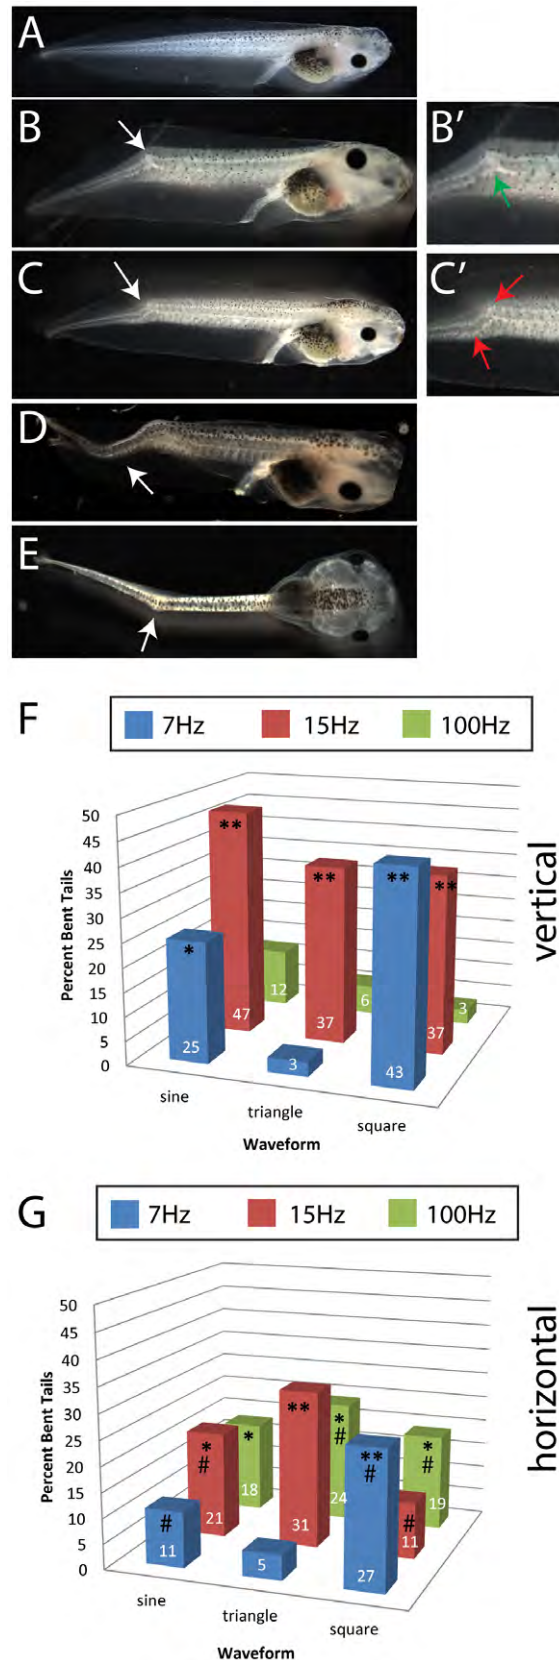 A
B
B′
C
C′
D
E
F
7Hz 15Hz 100Hz
50
45
40
35
30
25
20
15
10
5
0
Percent Bent Tails
* ** ** ** **
25 47 12 3 37 6 43 37 3
sine triangle square
Waveform
vertical
G
7Hz 15Hz 100Hz
50
45
40
35
30
25
20
15
10
5
0
Percent Bent Tails
# *# * ** *# **# # *#
11 21 18 5 31 24 27 11 19
sine triangle square
Waveform
horizontal